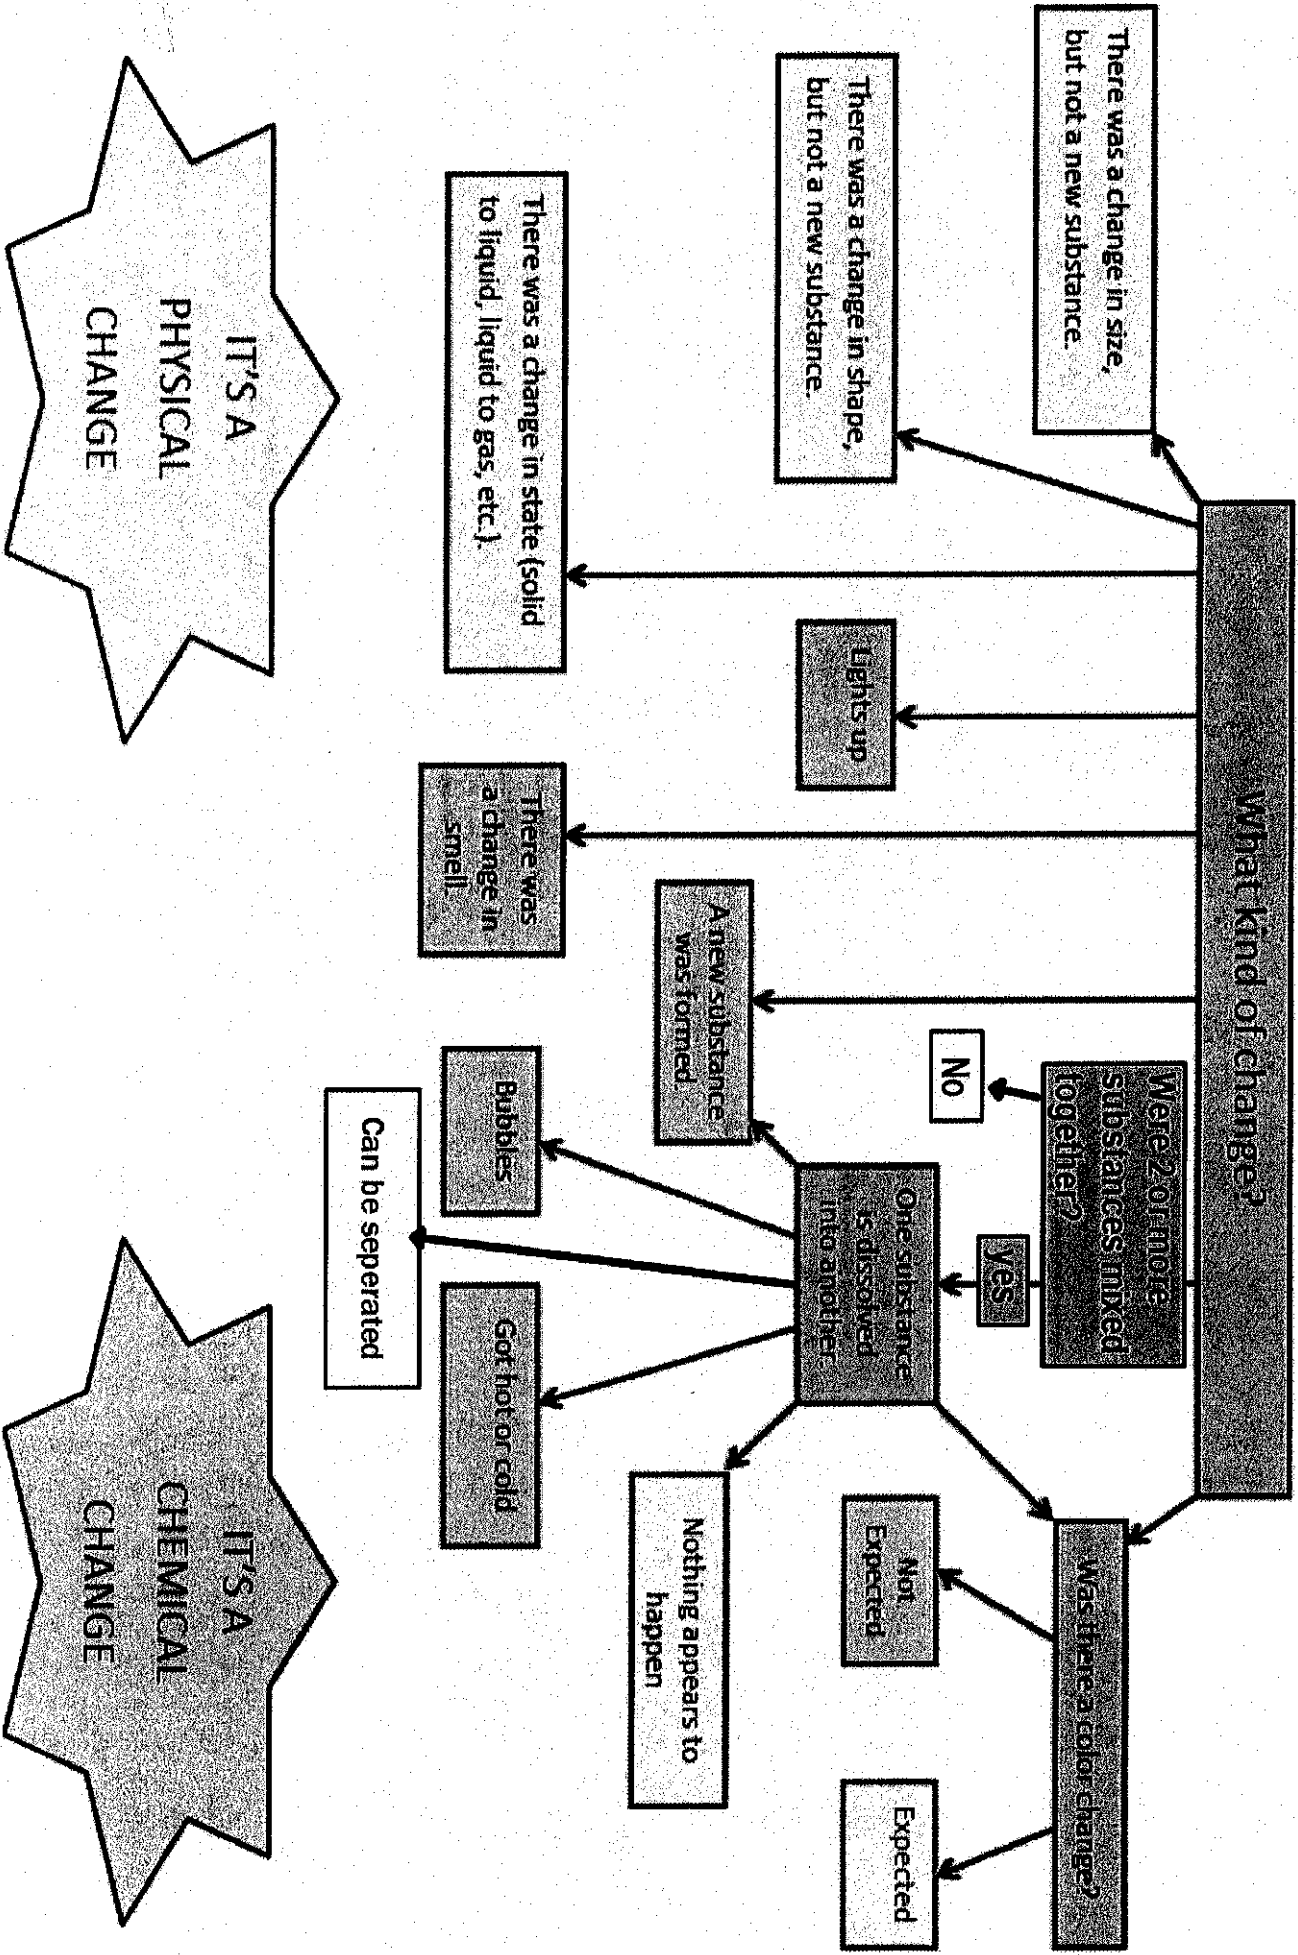 What kind of change?
There was a change in size,
but not a new substance.
There was a change in shape,
but not a new substance.
There was a change in state (solid
to liquid, liquid to gas, etc.).
Lights up
There was
a change in
smell.
A new substance
was formed
Were 2 or more
substances mixed
together?
No
yes
One substance
is dissolved
into another.
Bubbles
Can be seperated
Got hot or cold
Nothing appears to
happen
Was there a color change?
Not
Expected
Expected
IT'S A
PHYSICAL
CHANGE
IT'S A
CHEMICAL
CHANGE